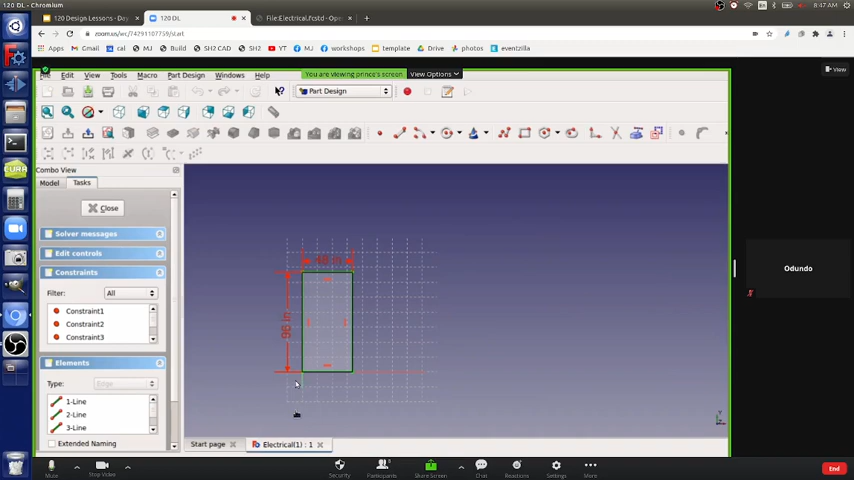 120 DL - Chromium
8:47 AM
120 Design Lessons - Day
120 DL
File:Electrical.fcstd - Ope
zoom.us/wc/74291110759/start
Apps
Gmail
cal
MJ
Build
SH2 CAD
YT
MJ
workshops
template
Drive
photos
eventzilla
You are viewing prince's screen
View Options
View
File Edit View Tools Macro Part Design Windows Help
Part Design
Combo View
Model
Tasks
Close
Solver messages
Edit controls
Constraints
Filter:
All
Constraint1
Constraint2
Constraint3
Elements
Type:
Edge
1-Line
2-Line
3-Line
Extended Naming
Start page
Electrical(1) : 1
Odundo
CURA
Mute
Stop Video
Security
Participants
Share Screen
Chat
Reactions
Settings
More
End